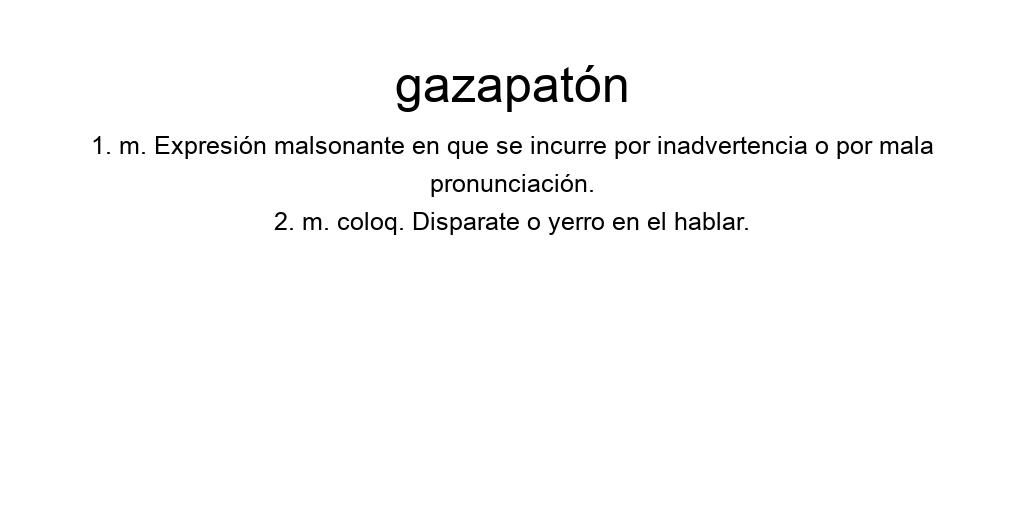 gazapatón
1. m. Expresión malsonante en que se incurre por inadvertencia o por mala
pronunciación.
2. m. coloq. Disparate o yerro en el hablar.